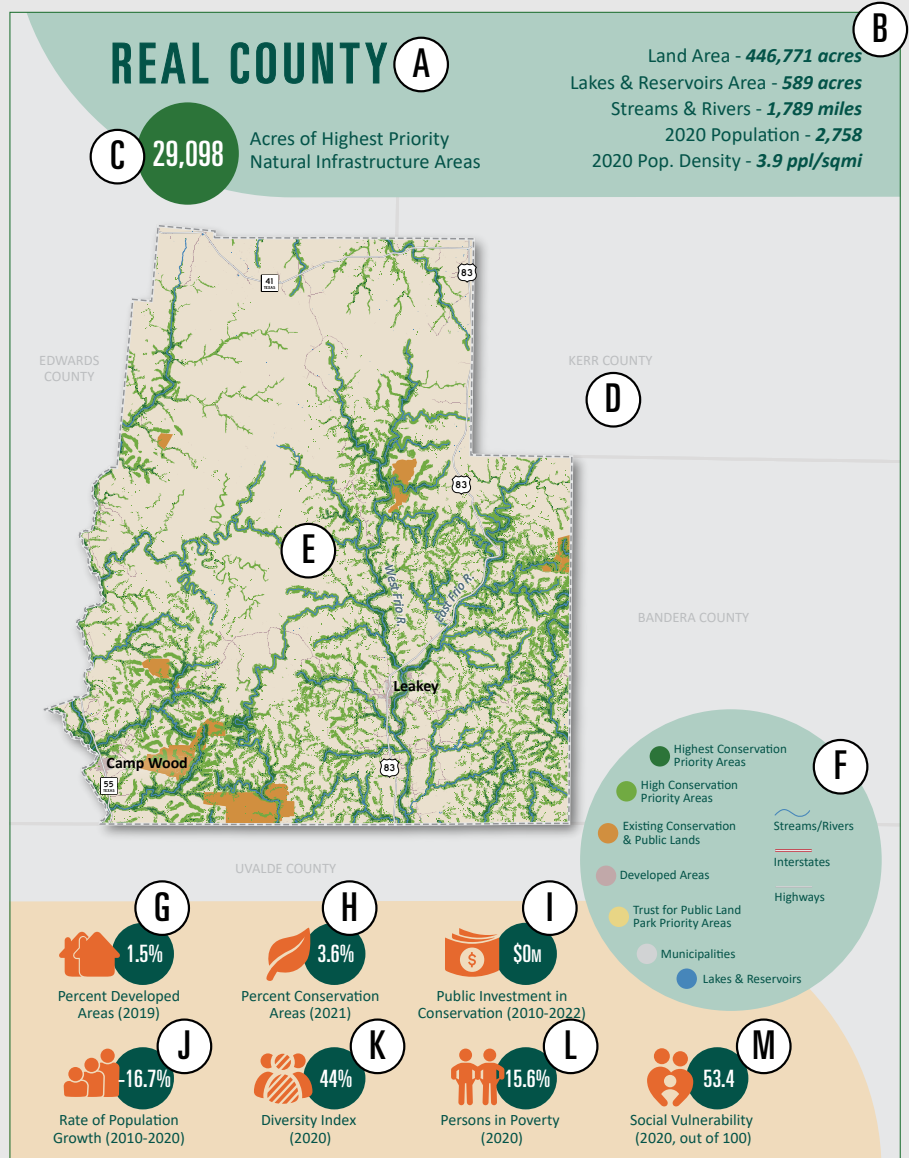 REAL COUNTY
A
B
Land Area - 446,771 acres
Lakes & Reservoirs Area - 589 acres
Streams & Rivers - 1,789 miles
2020 Population - 2,758
2020 Pop. Density - 3.9 ppl/sqmi
C
29,098
Acres of Highest Priority
Natural Infrastructure Areas
41
TEXAS
83
EDWARDS
COUNTY
KERR COUNTY
D
83
E
West Frio R.
East Frio R.
BANDERA COUNTY
Leakey
Camp Wood
55
TEXAS
83
UVALDE COUNTY
F
Highest Conservation
Priority Areas
High Conservation
Priority Areas
Existing Conservation
& Public Lands
Developed Areas
Trust for Public Land
Park Priority Areas
Municipalities
Lakes & Reservoirs
Streams/Rivers
Interstates
Highways
G
1.5%
Percent Developed
Areas (2019)
H
3.6%
Percent Conservation
Areas (2021)
I
$
$0M
Public Investment in
Conservation (2010-2022)
J
-16.7%
Rate of Population
Growth (2010-2020)
K
44%
Diversity Index
(2020)
L
15.6%
Persons in Poverty
(2020)
M
53.4
Social Vulnerability
(2020, out of 100)